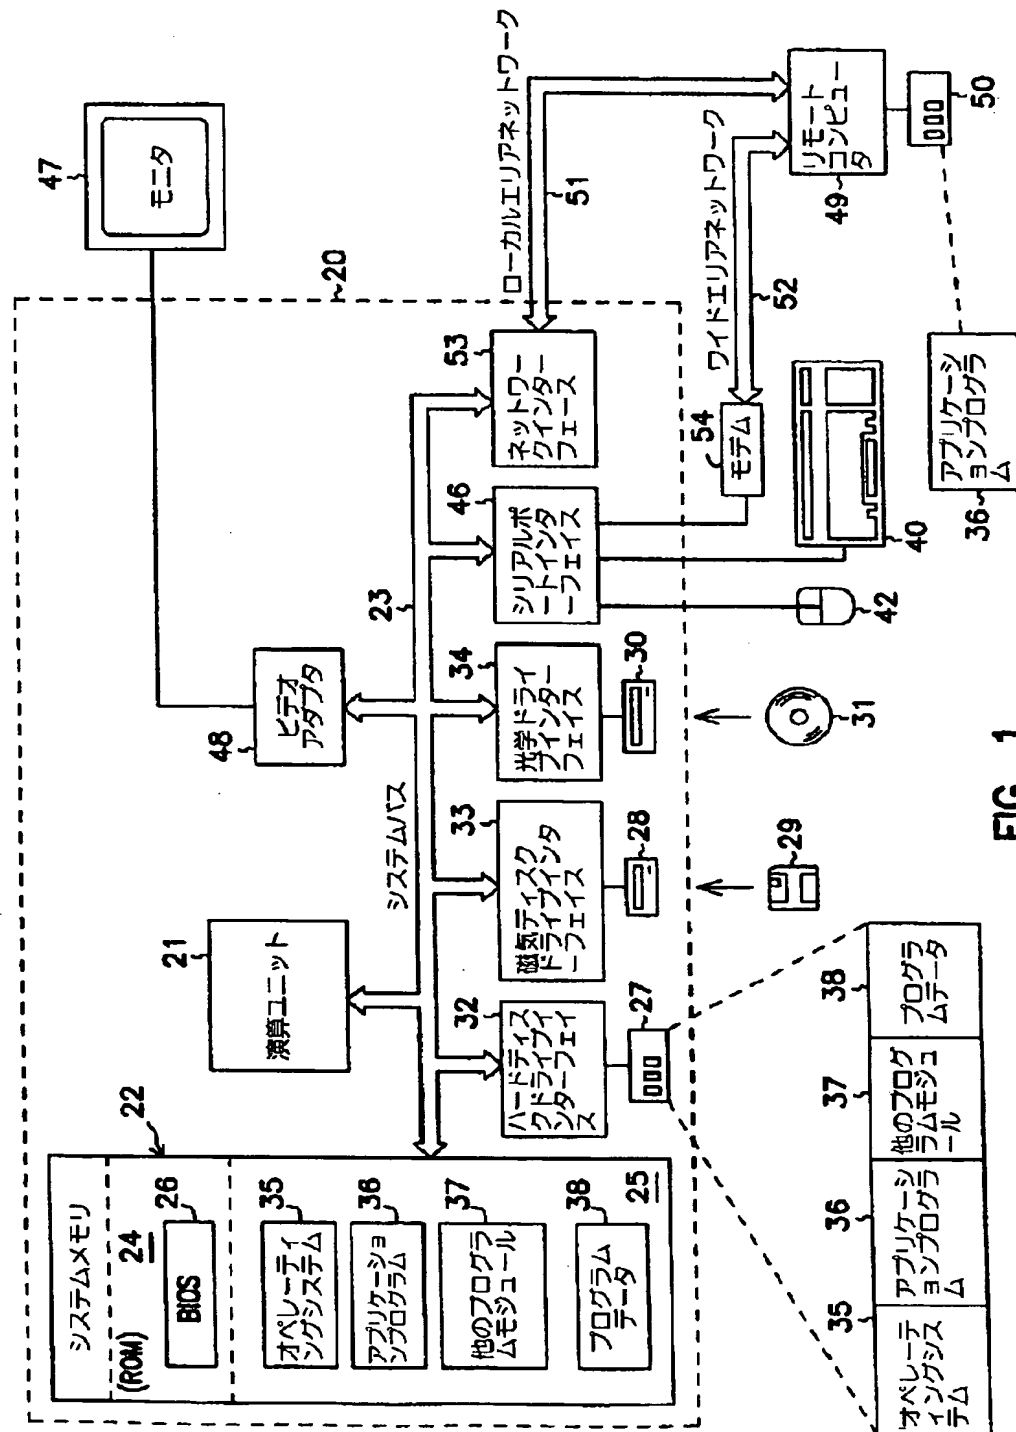 システムメモリ
22
(ROM)
24
26
BIOS
35
オペレーティ
ングシステム
36
アプリケーショ
ンプログラム
37
他のプログラ
ムモジュール
38
プログラム
データ
25
21
演算ユニット
システムバス
23
48
ビデオ
アダプタ
47
モニタ
20
32
ハードディス
クドライブイ
ンターフェイ
ス
33
磁気ディスク
ドライブインタ
ーフェイス
34
光学ドライ
ブインター
フェイス
46
シリアルポ
ートインタ
ーフェイス
53
ネットワー
クインター
フェース
27
28
30
29
31
42
40
54
モデム
ローカルエリアネットワーク
51
ワイドエリアネットワーク
52
リモート
コンピュー
タ
49
50
アプリケーシ
ョンプログラ
ム
36
35
オペレーテ
ィングシス
テム
36
アプリケーシ
ョンプログラ
ム
37
他のプログ
ラムモジュ
ール
38
プログラ
ムデータ
FIG. 1